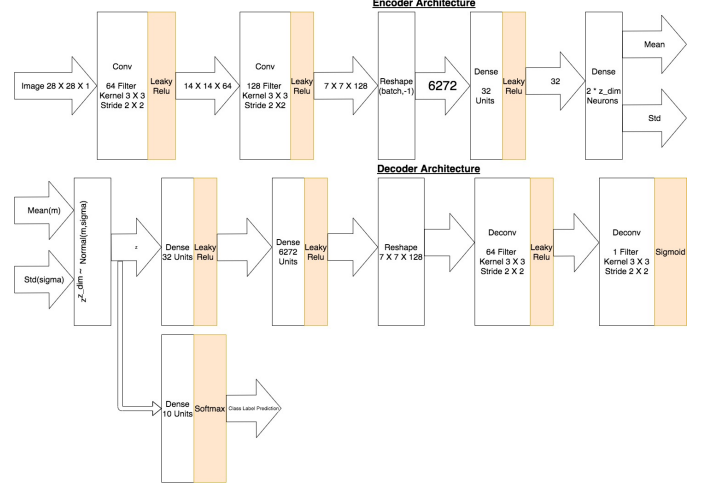 Encoder Architecture
Image 28 X 28 X 1
Conv
64 Filter
Kernel 3 X 3
Stride 2 X 2
Leaky
Relu
14 X 14 X 64
Conv
128 Filter
Kernel 3 X 3
Stride 2 X2
Leaky
Relu
7 X 7 X 128
Reshape
(batch,-1)
6272
Dense
32
Units
Leaky
Relu
32
Dense
2 * z_dim
Neurons
Mean
Std
Decoder Architecture
Mean(m)
Std(sigma)
z^z_dim ~ Normal(m,sigma)
z
Dense
32 Units
Leaky
Relu
Dense
6272
Units
Leaky
Relu
Reshape
7 X 7 X 128
Deconv
64 Filter
Kernel 3 X 3
Stride 2 X 2
Leaky
Relu
Deconv
1 Filter
Kernel 3 X 3
Stride 2 X 2
Sigmoid
Dense
10 Units
Softmax
Class Label Prediction